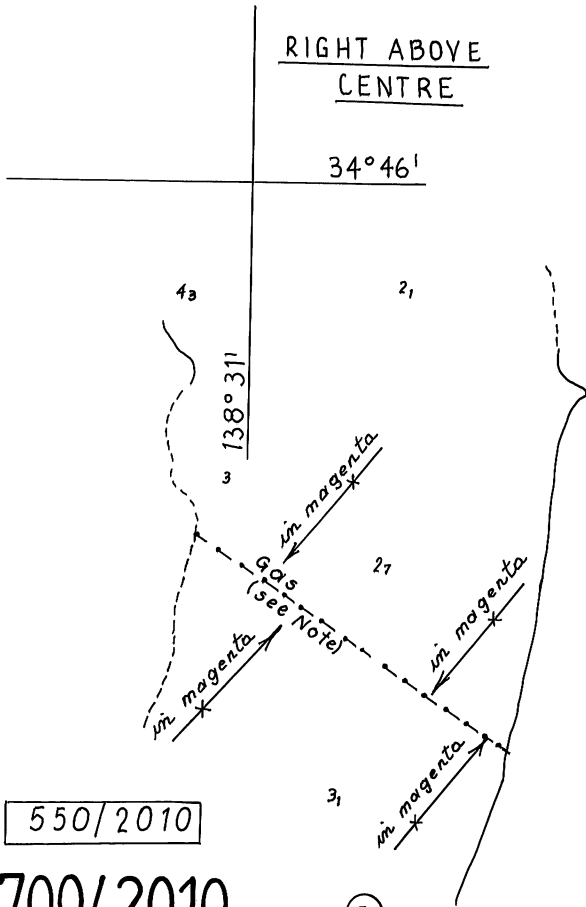 RIGHT ABOVE
CENTRE
34°46'
4₃
2₁
138°31'
3
in magenta
Gas
(see Note)
2₇
in magenta
in magenta
in magenta
3₁
550/2010
700/2010